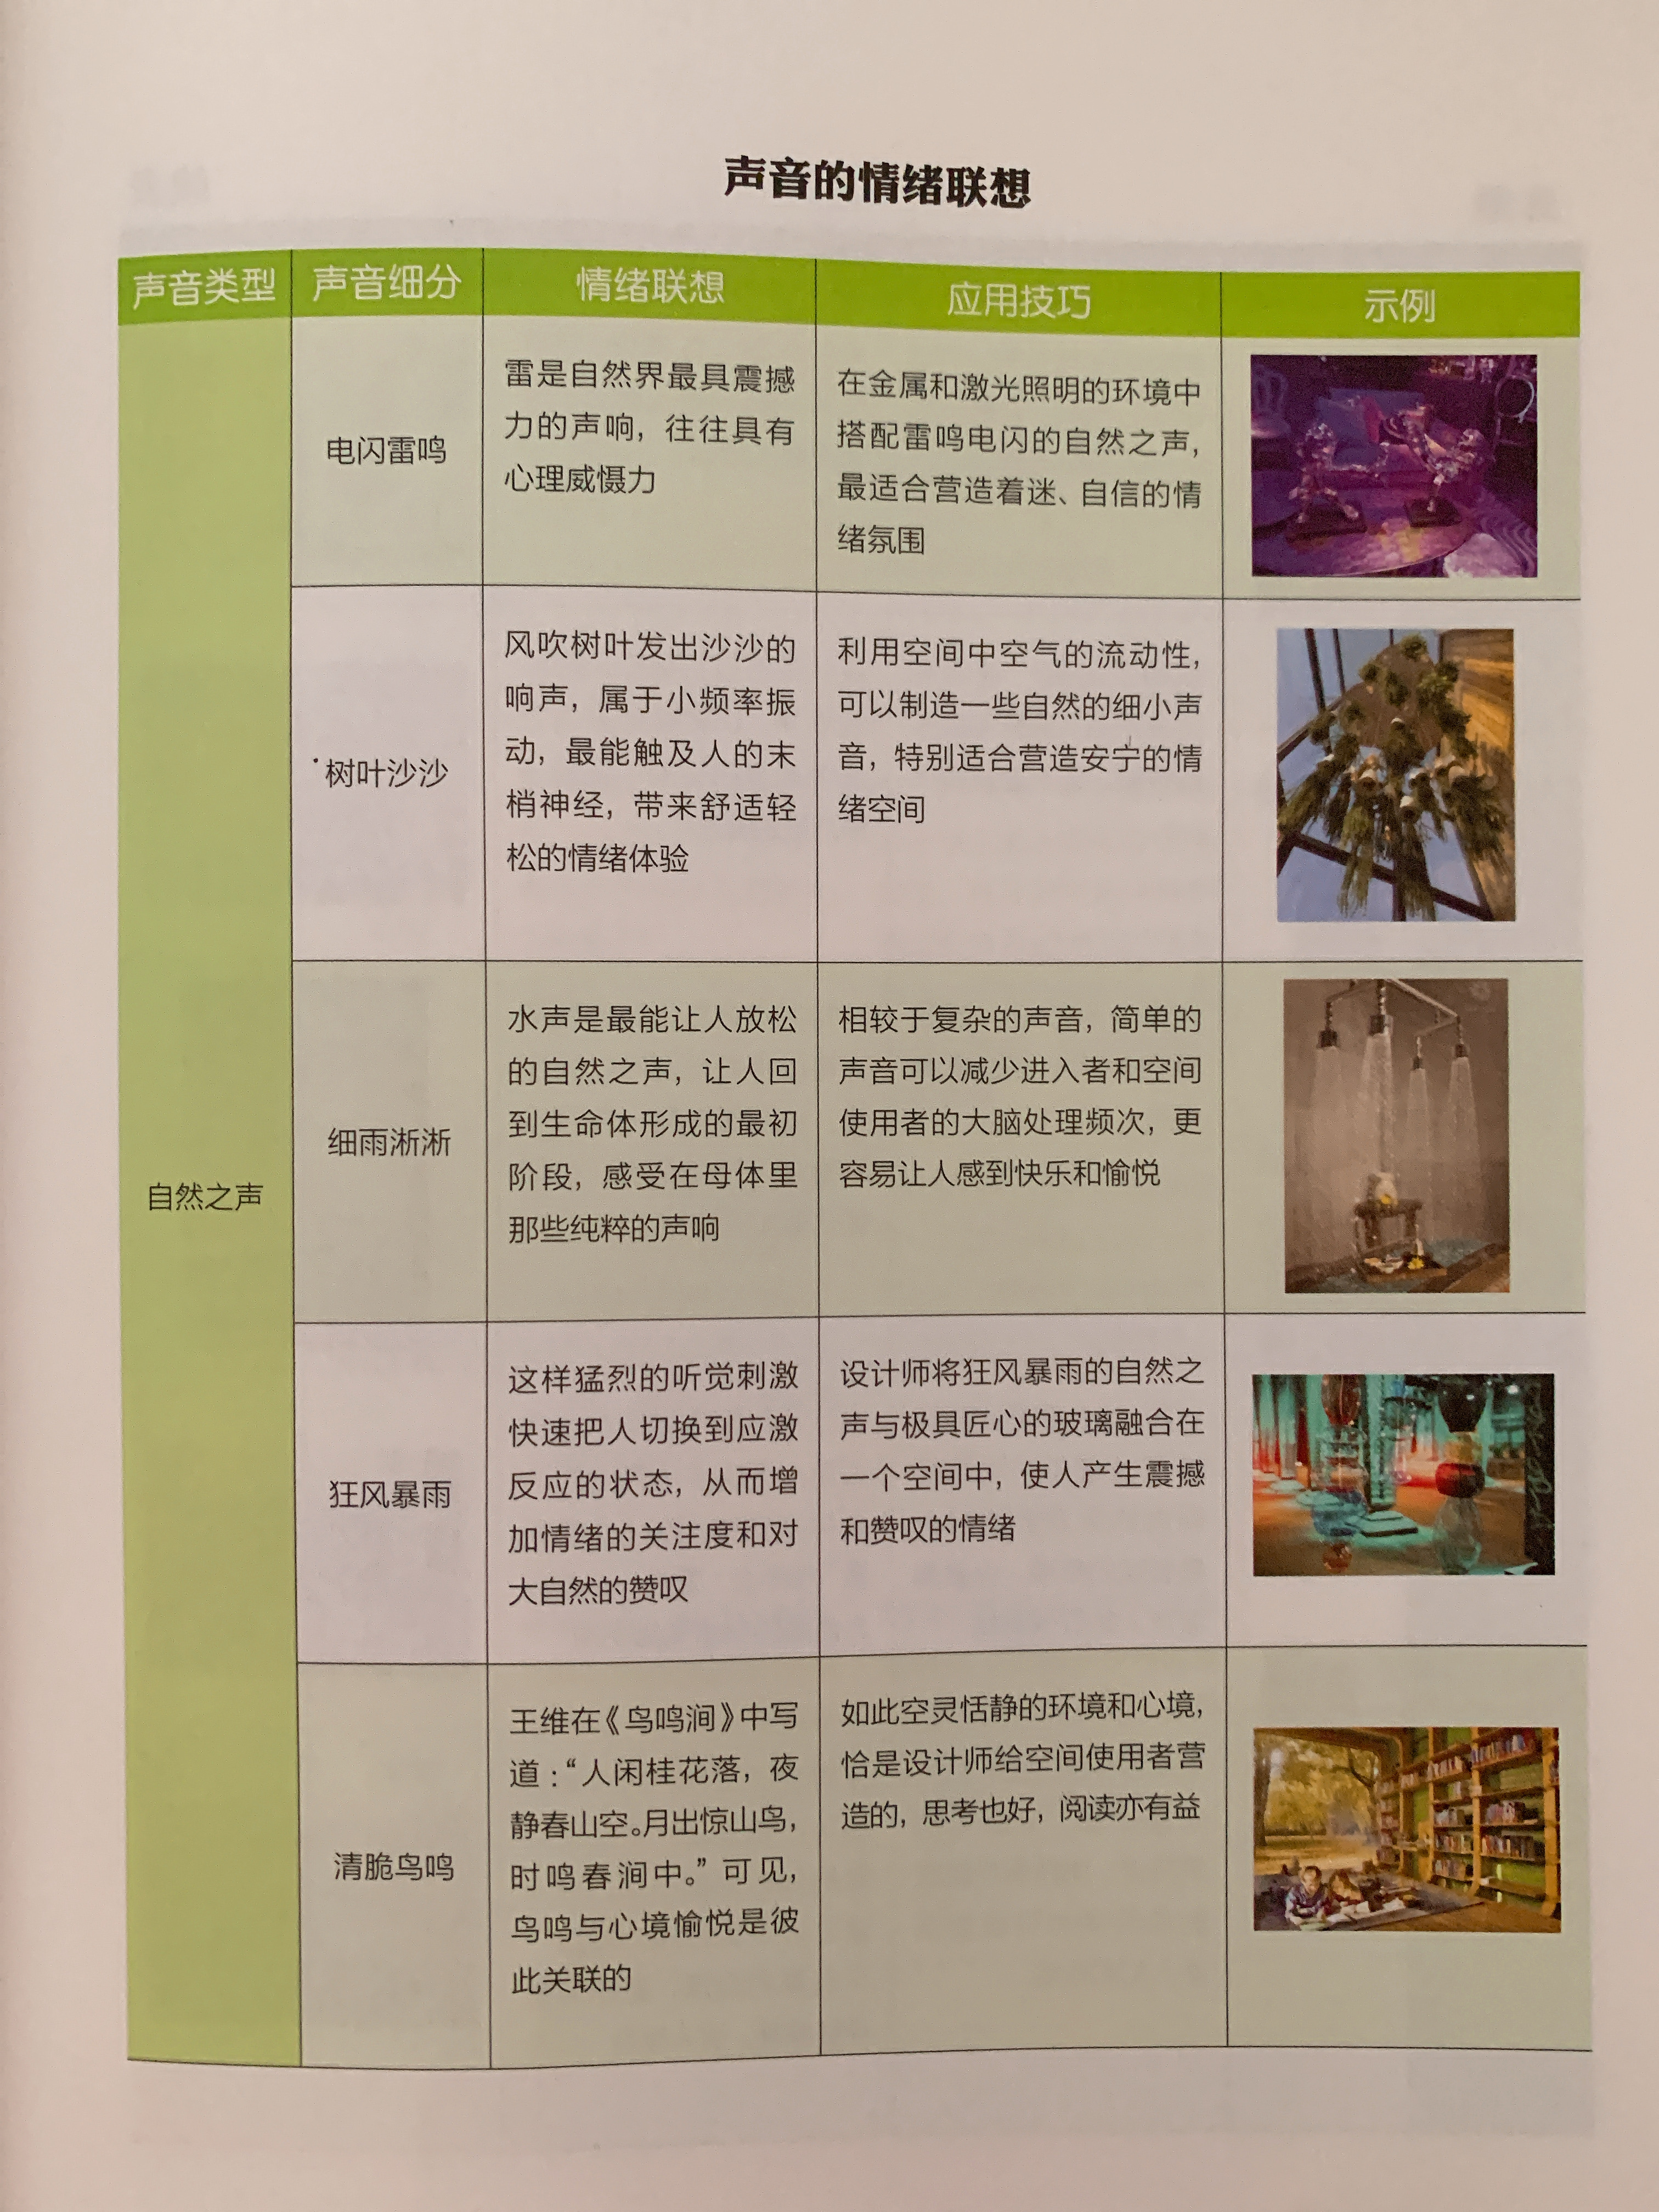 声音的情绪联想
声音类型
声音细分
情绪联想
应用技巧
示例
自然之声
电闪雷鸣
雷是自然界最具震撼
力的声响，往往具有
心理威慑力
在金属和激光照明的环境中
搭配雷鸣电闪的自然之声，
最适合营造着迷、自信的情
绪氛围
树叶沙沙
风吹树叶发出沙沙的
响声，属于小频率振
动，最能触及人的末
梢神经，带来舒适轻
松的情绪体验
利用空间中空气的流动性，
可以制造一些自然的细小声
音，特别适合营造安宁的情
绪空间
细雨淅淅
水声是最能让人放松
的自然之声，让人回
到生命体形成的最初
阶段，感受在母体里
那些纯粹的声响
相较于复杂的声音，简单的
声音可以减少进入者和空间
使用者的大脑处理频次，更
容易让人感到快乐和愉悦
狂风暴雨
这样猛烈的听觉刺激
快速把人切换到应激
反应的状态，从而增
加情绪的关注度和对
大自然的赞叹
设计师将狂风暴雨的自然之
声与极具匠心的玻璃融合在
一个空间中，使人产生震撼
和赞叹的情绪
清脆鸟鸣
王维在《鸟鸣涧》中写
道：“人闲桂花落，夜
静春山空。月出惊山鸟，
时鸣春涧中。”可见，
鸟鸣与心境愉悦是彼
此关联的
如此空灵恬静的环境和心境，
恰是设计师给空间使用者营
造的，思考也好，阅读亦有益